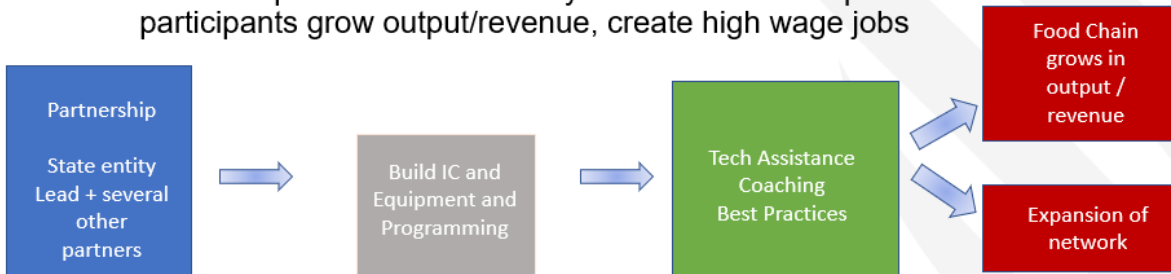 participants grow output/revenue, create high wage jobs
Partnership
State entity
Lead + several
other
partners
Build IC and
Equipment and
Programming
Tech Assistance
Coaching
Best Practices
Food Chain
grows in
output /
revenue
Expansion of
network